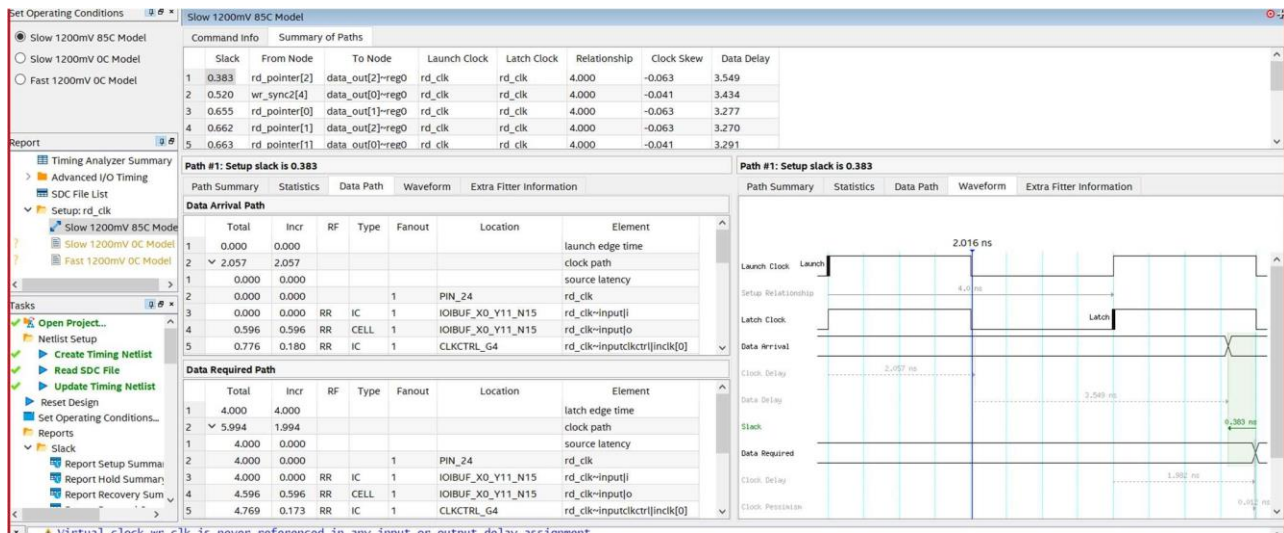 Set Operating Conditions
Slow 1200mV 85C Model
Slow 1200mV 0C Model
Fast 1200mV 0C Model
Report
Timing Analyzer Summary
Advanced I/O Timing
SDC File List
Setup: rd_clk
Slow 1200mV 85C Mode
Slow 1200mV 0C Model
Fast 1200mV 0C Model
Tasks
Open Project...
Netlist Setup
Create Timing Netlist
Read SDC File
Update Timing Netlist
Reset Design
Set Operating Conditions...
Reports
Slack
Report Setup Summa
Report Hold Summary
Report Recovery Sum
Slow 1200mV 85C Model
Command Info Summary of Paths
Slack From Node To Node Launch Clock Latch Clock Relationship Clock Skew Data Delay
1 0.383 rd_pointer[2] data_out[2]~reg0 rd_clk rd_clk 4.000 -0.063 3.549
2 0.520 wr_sync2[4] data_out[0]~reg0 rd_clk rd_clk 4.000 -0.041 3.434
3 0.655 rd_pointer[0] data_out[1]~reg0 rd_clk rd_clk 4.000 -0.063 3.277
4 0.662 rd_pointer[1] data_out[2]~reg0 rd_clk rd_clk 4.000 -0.063 3.270
5 0.663 rd_pointer[1] data_out[0]~reg0 rd_clk rd_clk 4.000 -0.041 3.291
Path #1: Setup slack is 0.383
Path Summary Statistics Data Path Waveform Extra Fitter Information
Data Arrival Path
Total Incr RF Type Fanout Location Element
1 0.000 0.000 launch edge time
2 2.057 2.057 clock path
1 0.000 0.000 source latency
2 0.000 0.000 1 PIN_24 rd_clk
3 0.000 0.000 RR IC 1 IOIBUF_X0_Y11_N15 rd_clk~input|i
4 0.596 0.596 RR CELL 1 IOIBUF_X0_Y11_N15 rd_clk~input|o
5 0.776 0.180 RR IC 1 CLKCTRL_G4 rd_clk~inputclkctrl|inclk[0]
Data Required Path
Total Incr RF Type Fanout Location Element
1 4.000 4.000 latch edge time
2 5.994 1.994 clock path
1 4.000 0.000 source latency
2 4.000 0.000 1 PIN_24 rd_clk
3 4.000 0.000 RR IC 1 IOIBUF_X0_Y11_N15 rd_clk~input|i
4 4.596 0.596 RR CELL 1 IOIBUF_X0_Y11_N15 rd_clk~input|o
5 4.769 0.173 RR IC 1 CLKCTRL_G4 rd_clk~inputclkctrl|inclk[0]
Path #1: Setup slack is 0.383
Path Summary Statistics Data Path Waveform Extra Fitter Information
2.016 ns
Launch Clock Launch
Setup Relationship 4.0 ns
Latch Clock Latch
Data Arrival
Clock Delay 2.057 ns
Data Delay 3.549 ns
Slack 0.383 ns
Data Required
Clock Delay 1.982 ns
Clock Pessimism 0.012 ns
Virtual clock wr_clk is never referenced in any input or output delay assignment.